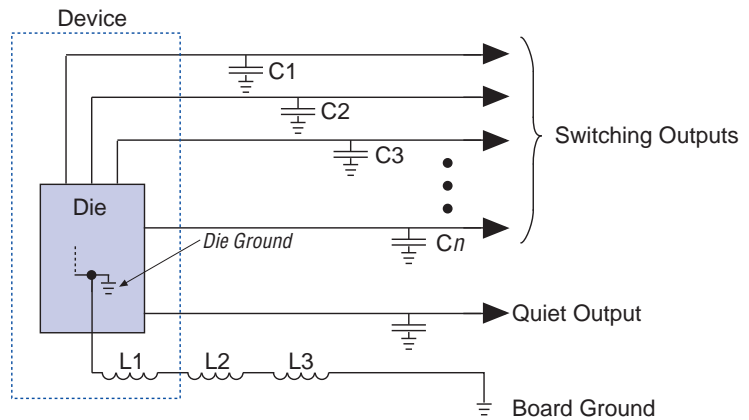 Device
C1
C2
Switching Outputs
C3
Die
Die Ground
Cn
Quiet Output
L1 L2 L3
Board Ground